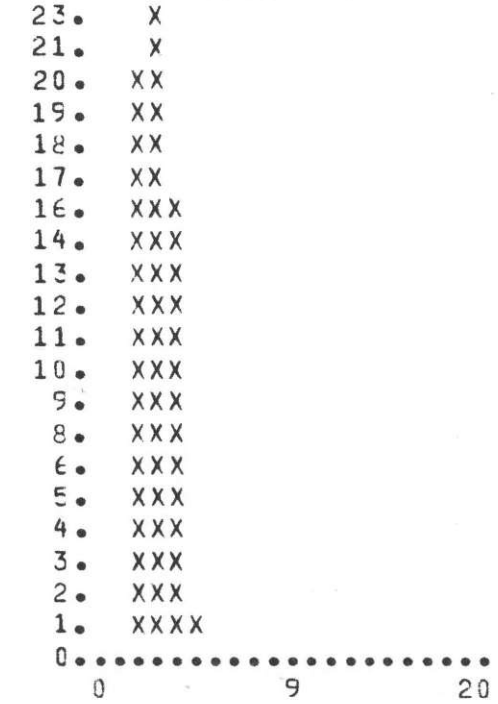 23. X
21. X
20. XX
19. XX
18. XX
17. XX
16. XXX
14. XXX
13. XXX
12. XXX
11. XXX
10. XXX
9. XXX
8. XXX
6. XXX
5. XXX
4. XXX
3. XXX
2. XXX
1. XXXX
0.......................
0 9 20